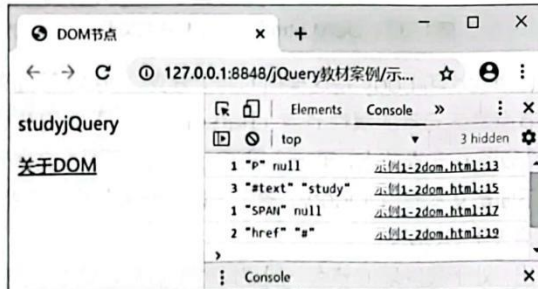 DOM节点
127.0.0.1:8848/jQuery教材案例/示...
Elements Console »
top 3 hidden
studyjQuery
关于DOM
1 "P" null 示例1-2dom.html:13
3 "#text" "study" 示例1-2dom.html:15
1 "SPAN" null 示例1-2dom.html:17
2 "href" "#" 示例1-2dom.html:19
Console